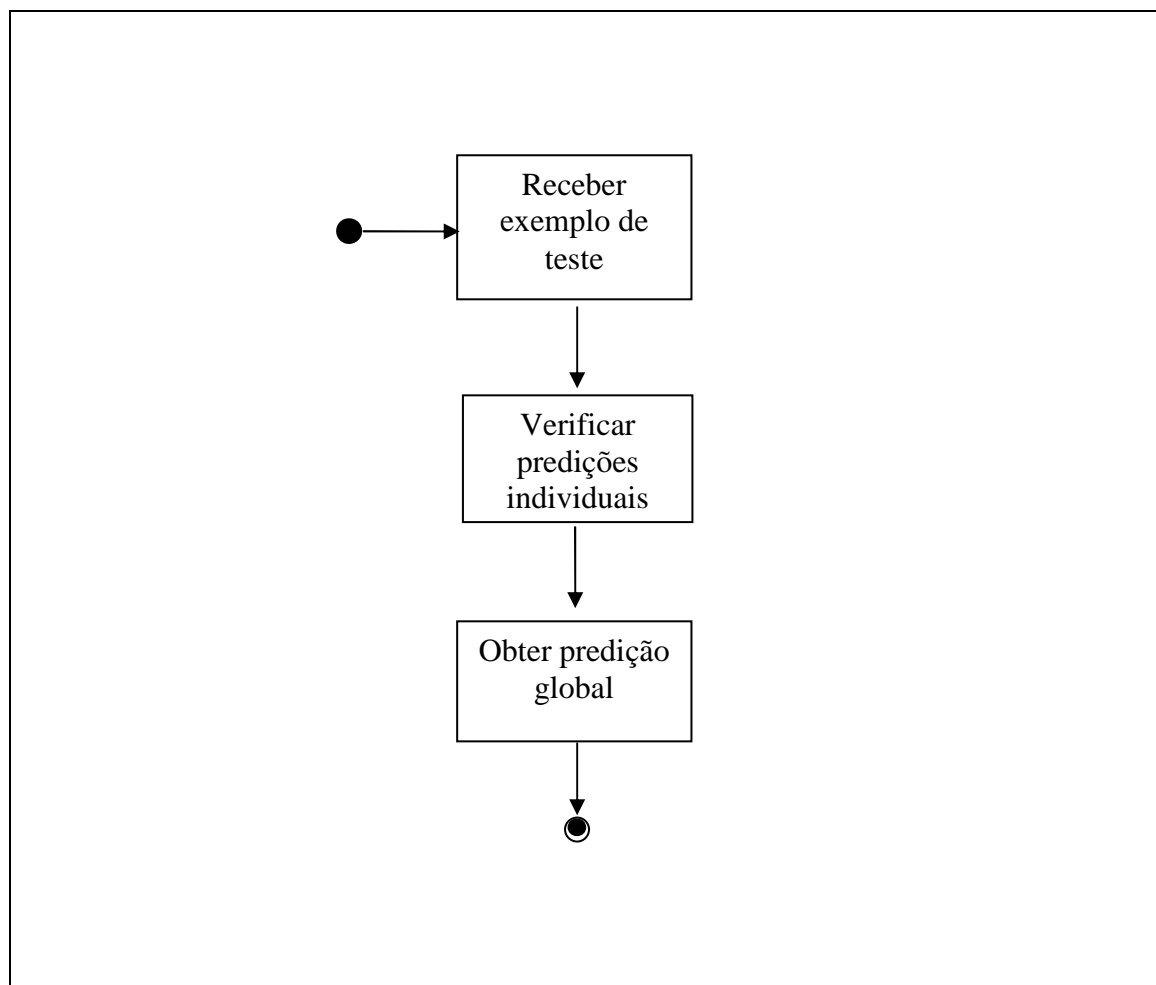 Receber
exemplo de
teste
Verificar
predições
individuais
Obter predição
global